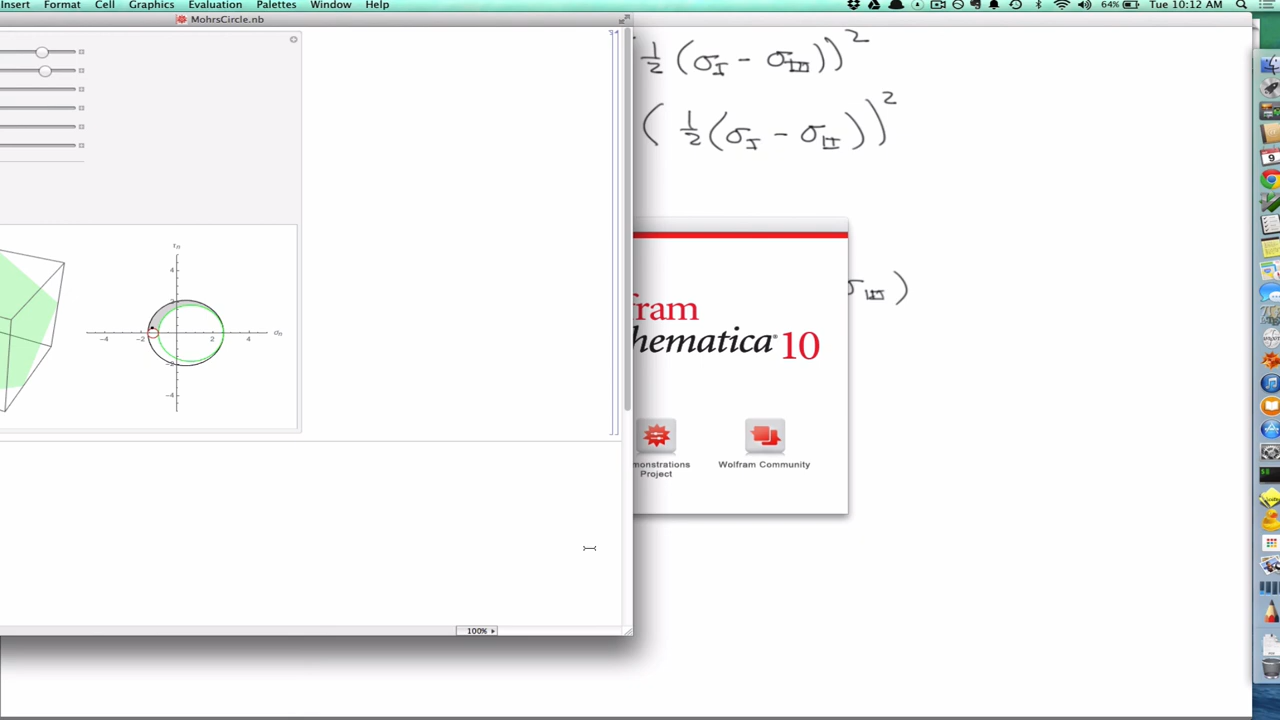 Insert Format Cell Graphics Evaluation Palettes Window Help
64% Tue 10:12 AM
MohrsCircle.nb
½ (σI − σIII))²
(½ (σI − σII))²
σIII)
fram
hematica® 10
monstrations
Project
Wolfram Community
τn
4
2
-4 -2 2 4 σn
-2
-4
100%